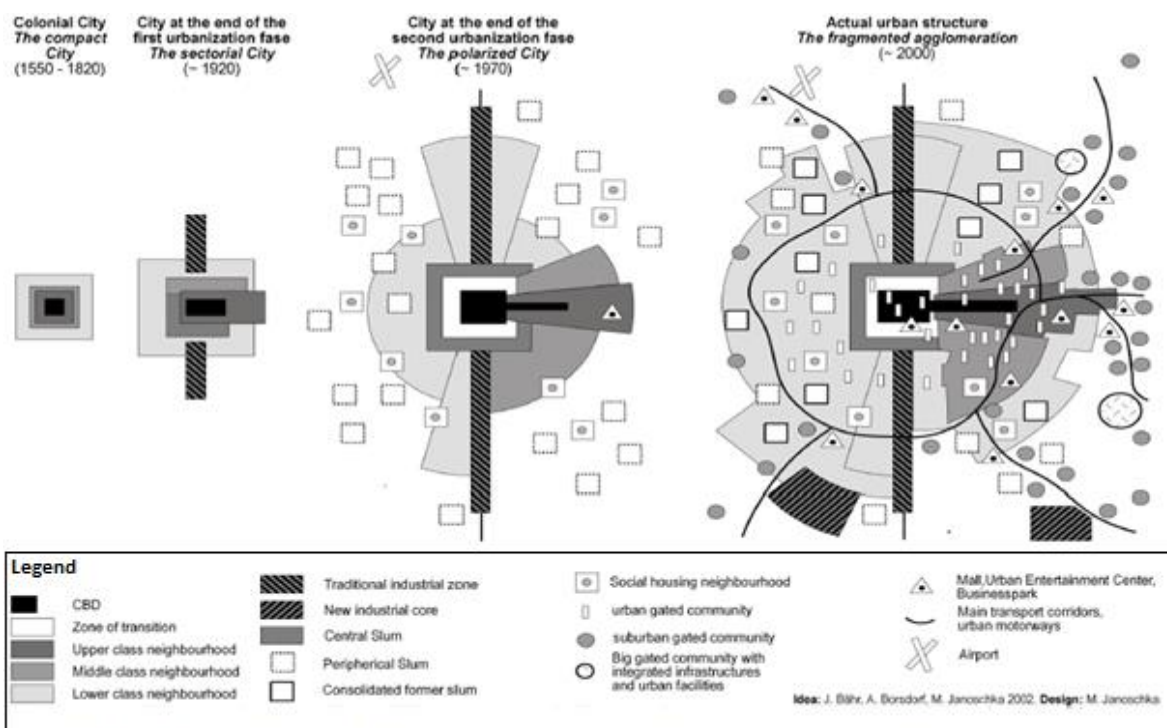 Colonial City
The compact
City
(1550 - 1820)
City at the end of the
first urbanization fase
The sectorial City
(~ 1920)
City at the end of the
second urbanization fase
The polarized City
(~ 1970)
Actual urban structure
The fragmented agglomeration
(~ 2000)
Legend
CBD
Zone of transition
Upper class neighbourhood
Middle class neighbourhood
Lower class neighbourhood
Traditional industrial zone
New industrial core
Central Slum
Peripherical Slum
Consolidated former slum
Social housing neighbourhood
urban gated community
suburban gated community
Big gated community with
integrated infrastructures
and urban facilities
Mall, Urban Entertainment Center,
Businesspark
Main transport corridors,
urban motorways
Airport
Idea: J. Bähr, A. Borsdorf, M. Janoschka 2002. Design: M. Janoschka